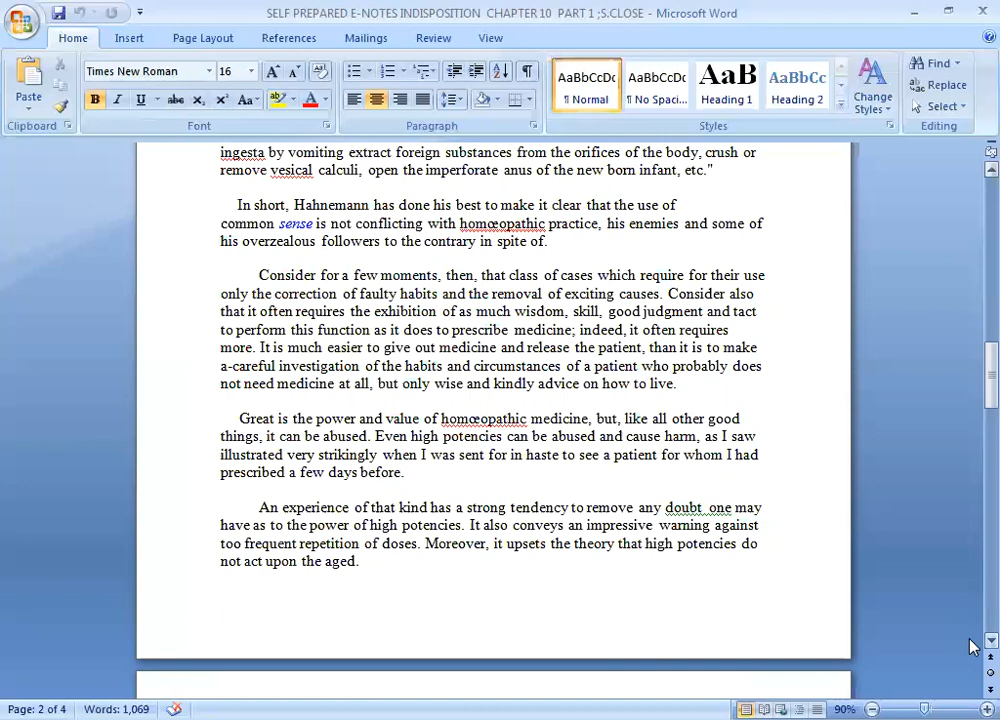 SELF PREPARED E-NOTES INDISPOSITION CHAPTER 10 PART 1 ;S.CLOSE - Microsoft Word
Home Insert Page Layout References Mailings Review View
Paste
Times New Roman 16
B I U abe X₂ X² Aa
AaBbCcDc AaBbCcDc AaB AaBbCc
¶ Normal ¶ No Spaci... Heading 1 Heading 2
Change Styles
Find
Replace
Select
Clipboard Font Paragraph Styles Editing
ingesta by vomiting extract foreign substances from the orifices of the body, crush or
remove vesical calculi, open the imperforate anus of the new born infant, etc."
In short, Hahnemann has done his best to make it clear that the use of
common sense is not conflicting with homœopathic practice, his enemies and some of
his overzealous followers to the contrary in spite of.
Consider for a few moments, then, that class of cases which require for their use
only the correction of faulty habits and the removal of exciting causes. Consider also
that it often requires the exhibition of as much wisdom, skill, good judgment and tact
to perform this function as it does to prescribe medicine; indeed, it often requires
more. It is much easier to give out medicine and release the patient, than it is to make
a-careful investigation of the habits and circumstances of a patient who probably does
not need medicine at all, but only wise and kindly advice on how to live.
Great is the power and value of homœopathic medicine, but, like all other good
things, it can be abused. Even high potencies can be abused and cause harm, as I saw
illustrated very strikingly when I was sent for in haste to see a patient for whom I had
prescribed a few days before.
An experience of that kind has a strong tendency to remove any doubt one may
have as to the power of high potencies. It also conveys an impressive warning against
too frequent repetition of doses. Moreover, it upsets the theory that high potencies do
not act upon the aged.
Page: 2 of 4 Words: 1,069 90%